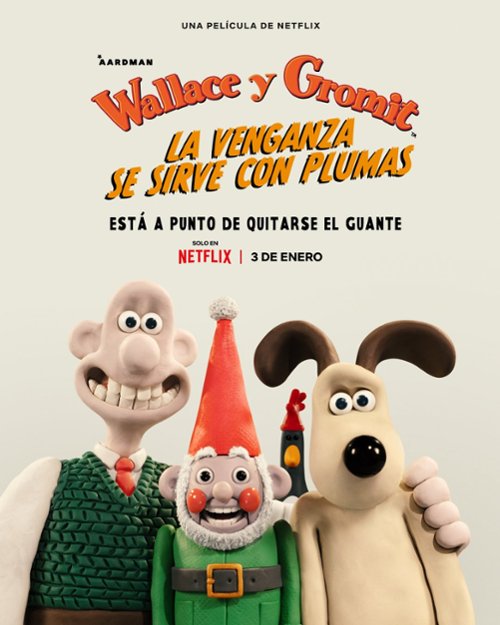 UNA PELÍCULA DE NETFLIX
AARDMAN
Wallace y Gromit™
LA VENGANZA
SE SIRVE CON PLUMAS
ESTÁ A PUNTO DE QUITARSE EL GUANTE
SOLO EN
NETFLIX | 3 DE ENERO